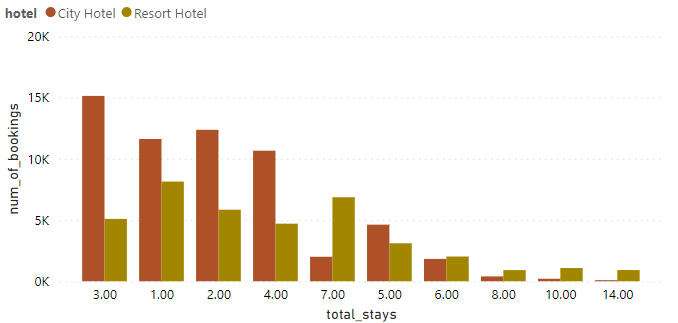 hotel City Hotel Resort Hotel
20K
15K
10K
5K
0K
num_of_bookings
3.00 1.00 2.00 4.00 7.00 5.00 6.00 8.00 10.00 14.00
total_stays